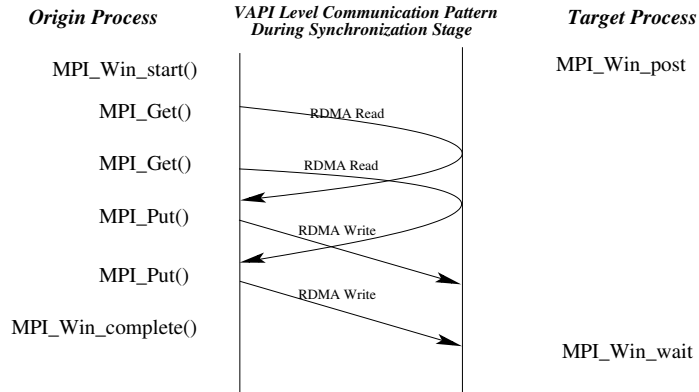 Origin Process
VAPI Level Communication Pattern
During Synchronization Stage
Target Process
MPI_Win_start()
MPI_Win_post
MPI_Get()
RDMA Read
MPI_Get()
RDMA Read
MPI_Put()
RDMA Write
MPI_Put()
RDMA Write
MPI_Win_complete()
MPI_Win_wait